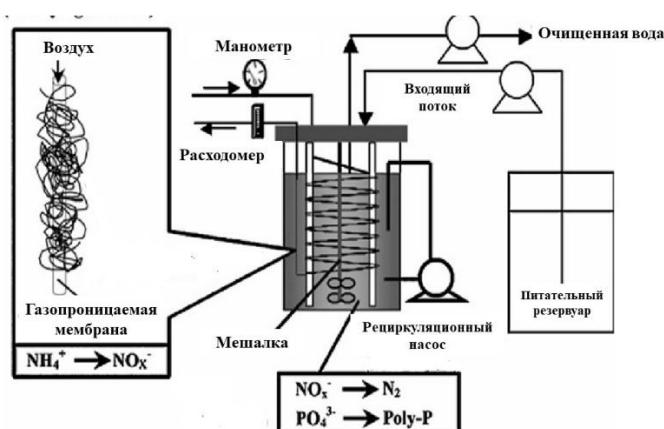 Воздух
Манометр
Очищенная вода
Входящий
поток
Расходомер
Газопроницаемая
мембрана
Мешалка
Рециркуляционный
насос
Питательный
резервуар
NH₄⁺ → NOₓ⁻
NOₓ⁻ → N₂
PO₄³⁻ → Poly-P